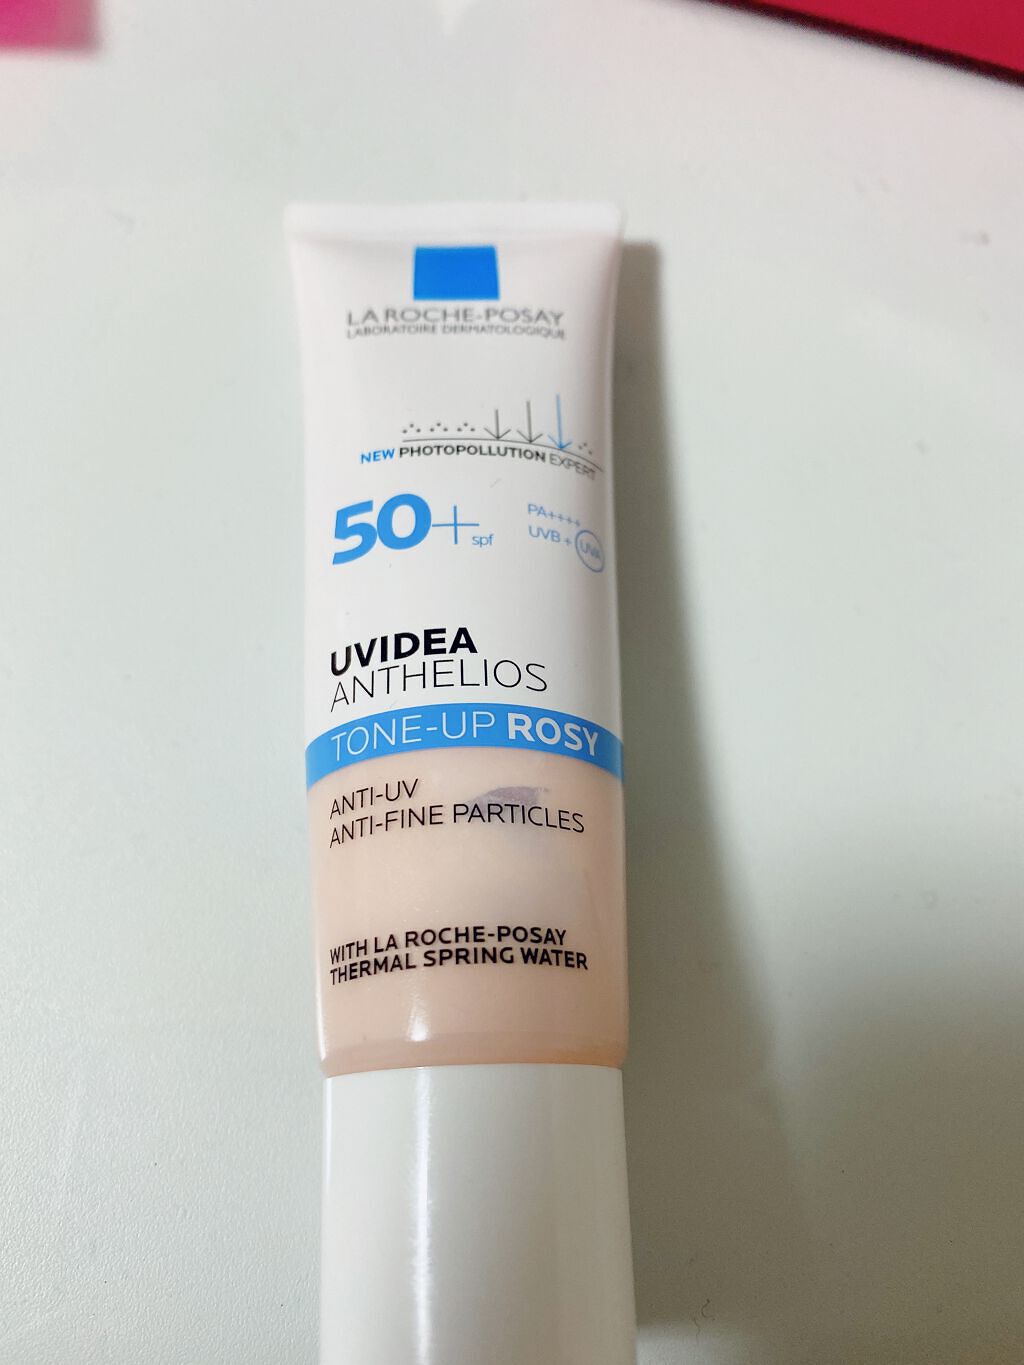 LA ROCHE-POSAY
LABORATOIRE DERMATOLOGIQUE
NEW PHOTOPOLLUTION EXPERT
50+ spf
PA++++
UVB + UVA
UVIDEA
ANTHELIOS
TONE-UP ROSY
ANTI-UV
ANTI-FINE PARTICLES
WITH LA ROCHE-POSAY
THERMAL SPRING WATER